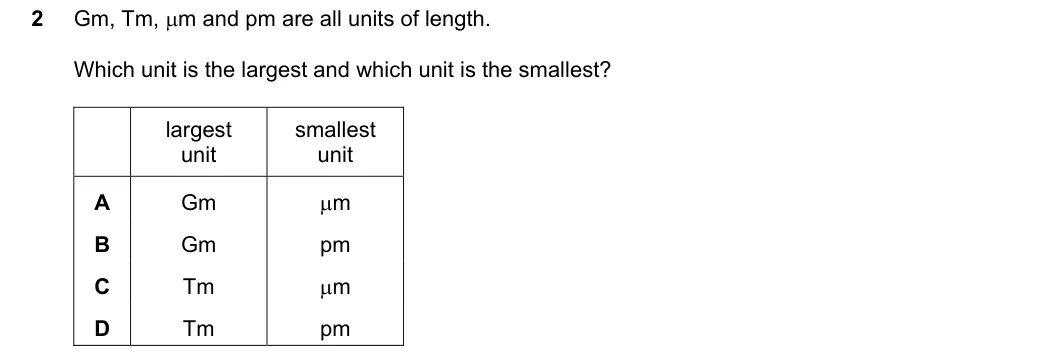 2 Gm, Tm, μm and pm are all units of length.
Which unit is the largest and which unit is the smallest?
largest unit smallest unit
A Gm μm
B Gm pm
C Tm μm
D Tm pm